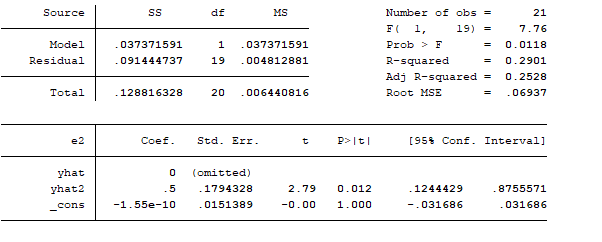 Source SS df MS Number of obs = 21
F( 1, 19) = 7.76
Model .037371591 1 .037371591 Prob > F = 0.0118
Residual .091444737 19 .004812881 R-squared = 0.2901
Adj R-squared = 0.2528
Total .128816328 20 .006440816 Root MSE = .06937
e2 Coef. Std. Err. t P>|t| [95% Conf. Interval]
yhat 0 (omitted)
yhat2 .5 .1794328 2.79 0.012 .1244429 .8755571
_cons -1.55e-10 .0151389 -0.00 1.000 -.031686 .031686